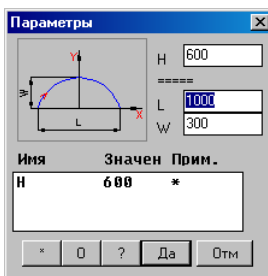 Параметры
Y
W
X
L
H 600
=====
L 1000
W 300
Имя Значен Прим.
H 600 *
* 0 ? Да Отм